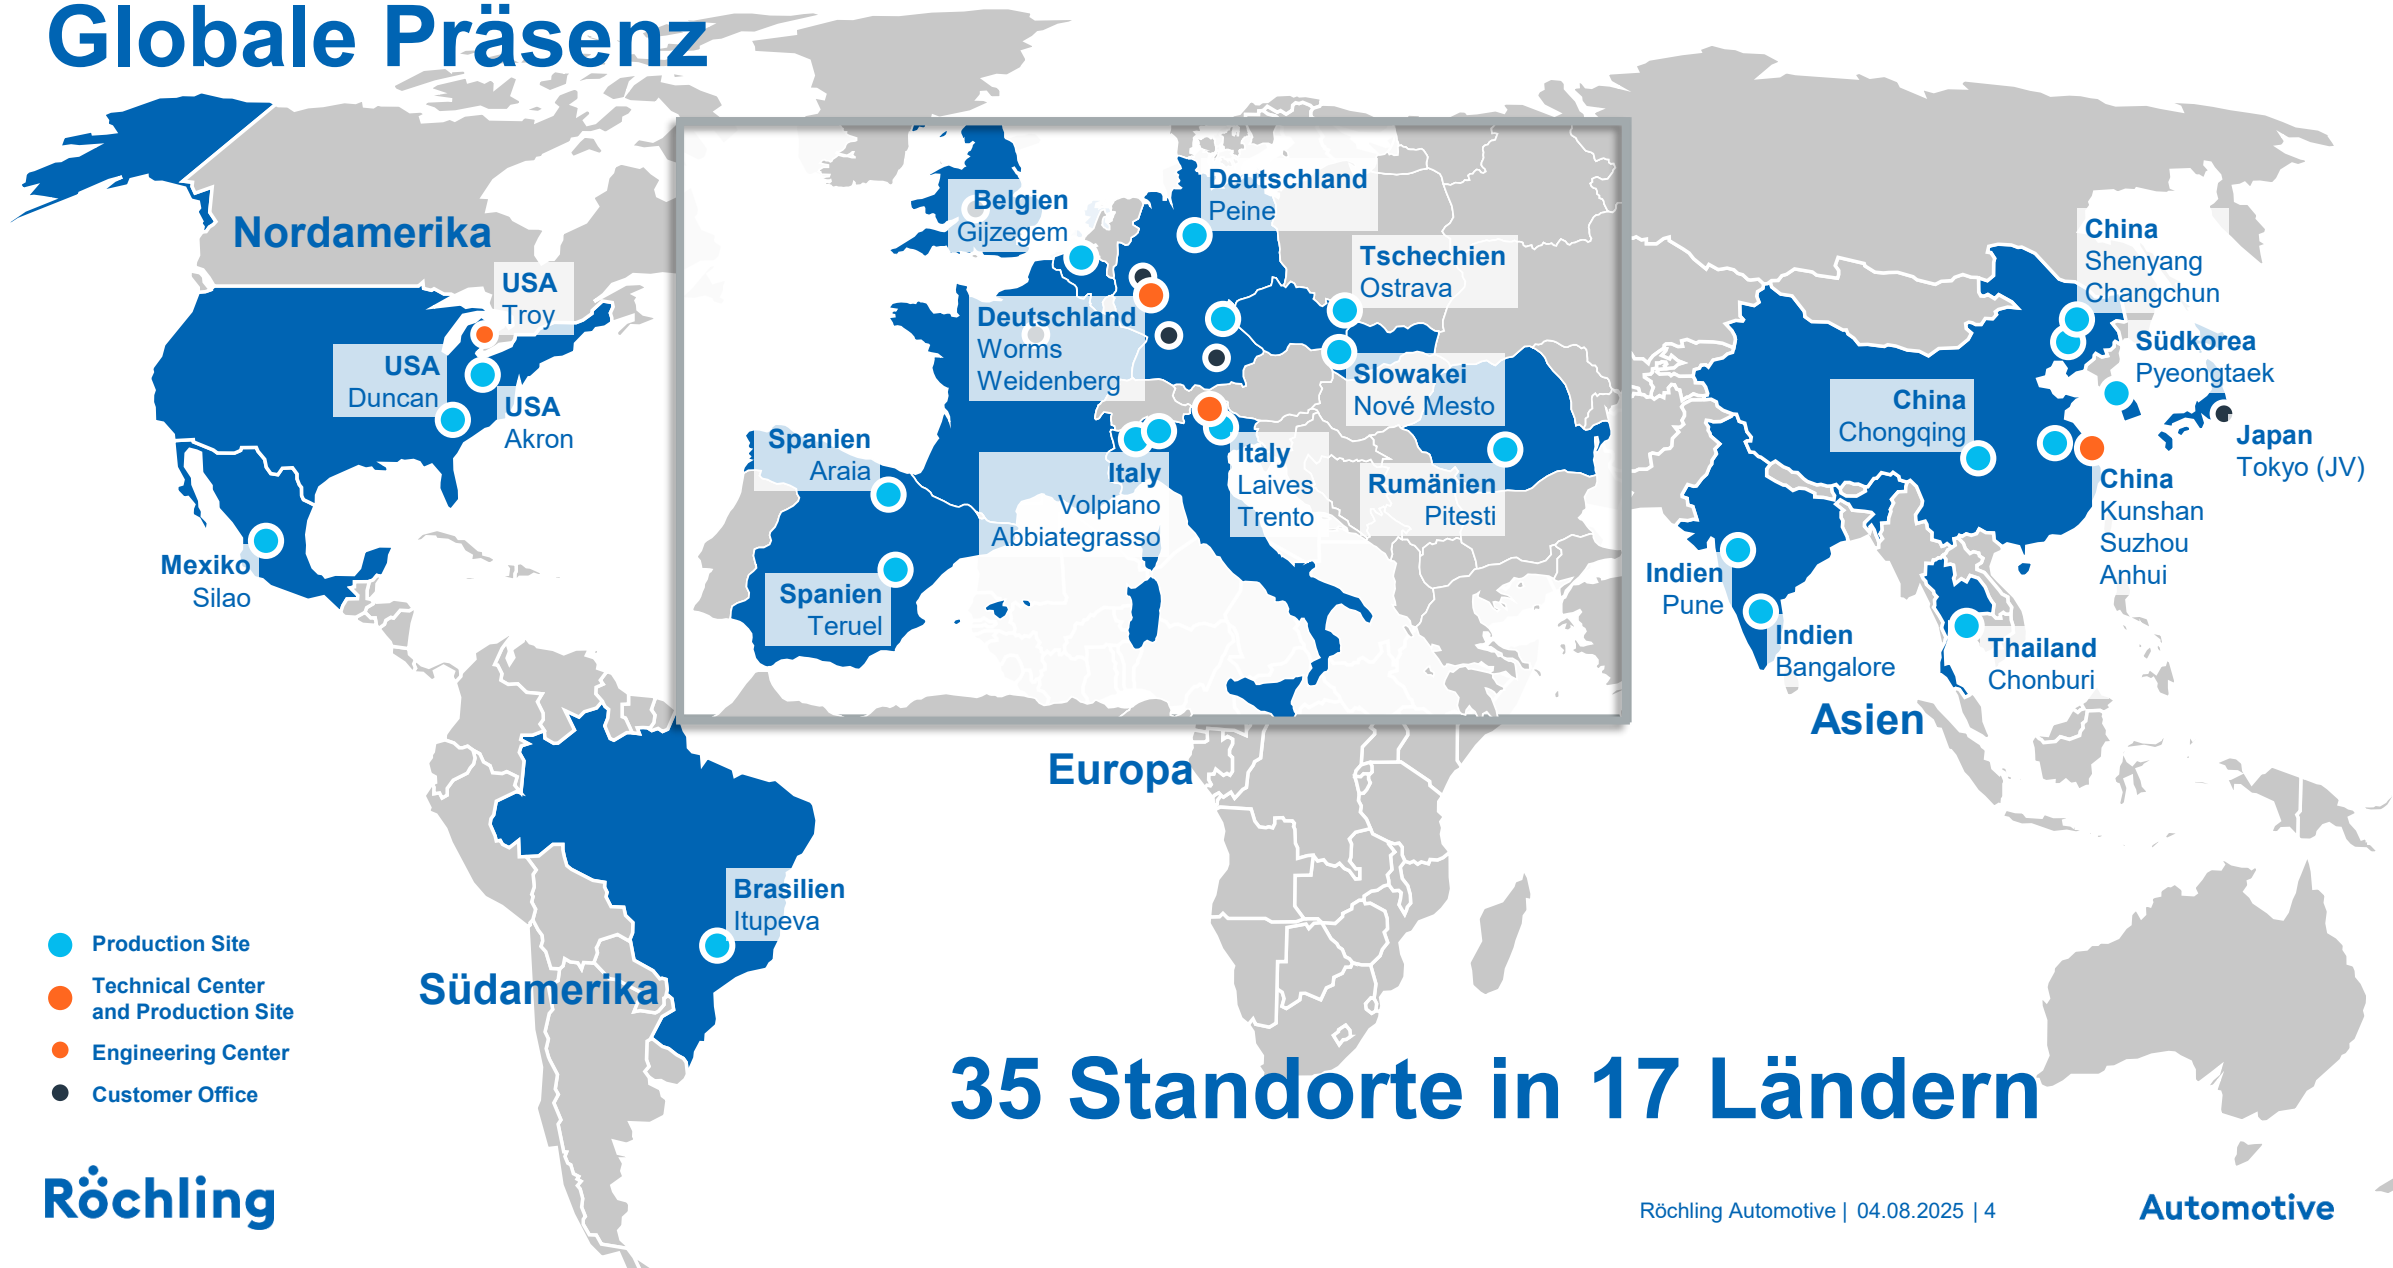 Globale Präsenz
Nordamerika
USA
Troy
USA
Duncan
USA
Akron
Mexiko
Silao
Belgien
Gijzegem
Deutschland
Peine
Tschechien
Ostrava
Deutschland
Worms
Weidenberg
Slowakei
Nové Mesto
Spanien
Araia
Italy
Volpiano
Abbiategrasso
Italy
Laives
Trento
Rumänien
Pitesti
Spanien
Teruel
Europa
China
Shenyang
Changchun
Südkorea
Pyeongtaek
China
Chongqing
Japan
Tokyo (JV)
China
Kunshan
Suzhou
Anhui
Indien
Pune
Indien
Bangalore
Thailand
Chonburi
Asien
Brasilien
Itupeva
Südamerika
Production Site
Technical Center
and Production Site
Engineering Center
Customer Office
35 Standorte in 17 Ländern
Röchling
Röchling Automotive | 04.08.2025 | 4
Automotive